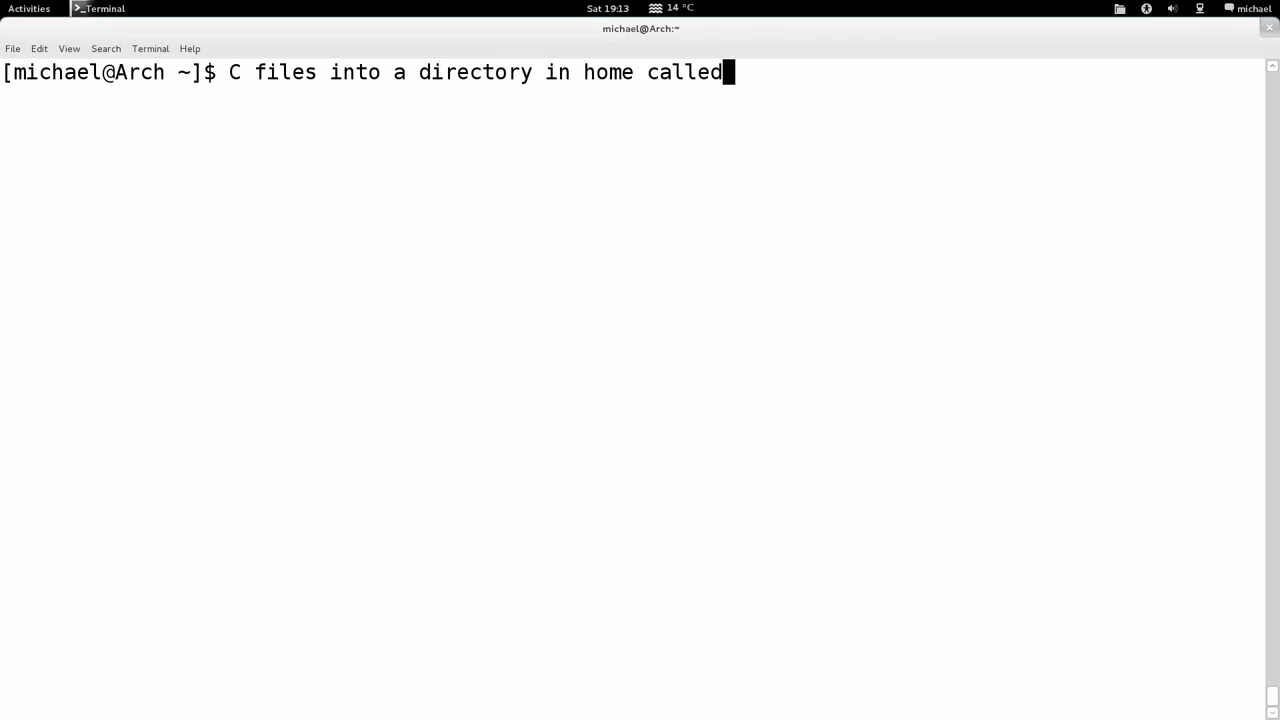 Activities >_Terminal Sat 19:13 14 °C michael
michael@Arch:~
File Edit View Search Terminal Help
[michael@Arch ~]$ C files into a directory in home called